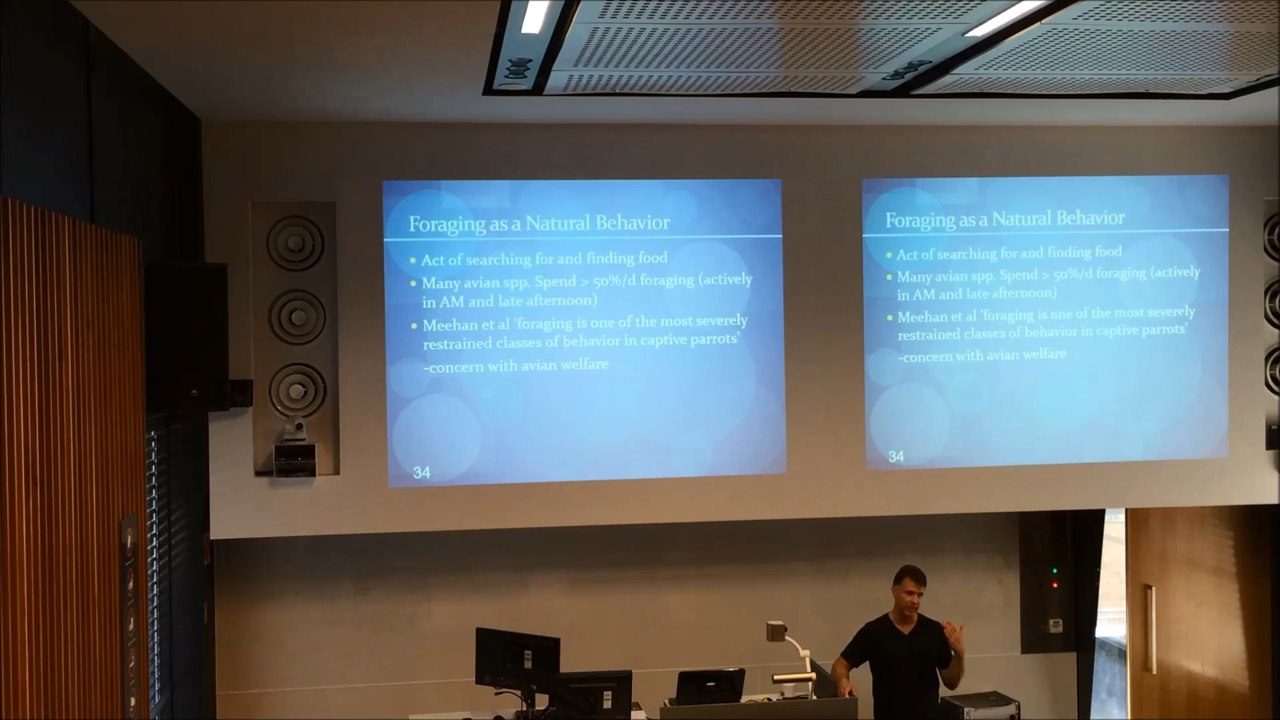 Foraging as a Natural Behavior
• Act of searching for and finding food
• Many avian spp. Spend > 50%/d foraging (actively
in AM and late afternoon)
• Meehan et al 'foraging is one of the most severely
restrained classes of behavior in captive parrots'
-concern with avian welfare
34
Foraging as a Natural Behavior
• Act of searching for and finding food
• Many avian spp. Spend > 50%/d foraging (actively
in AM and late afternoon)
• Meehan et al 'foraging is one of the most severely
restrained classes of behavior in captive parrots'
-concern with avian welfare
34